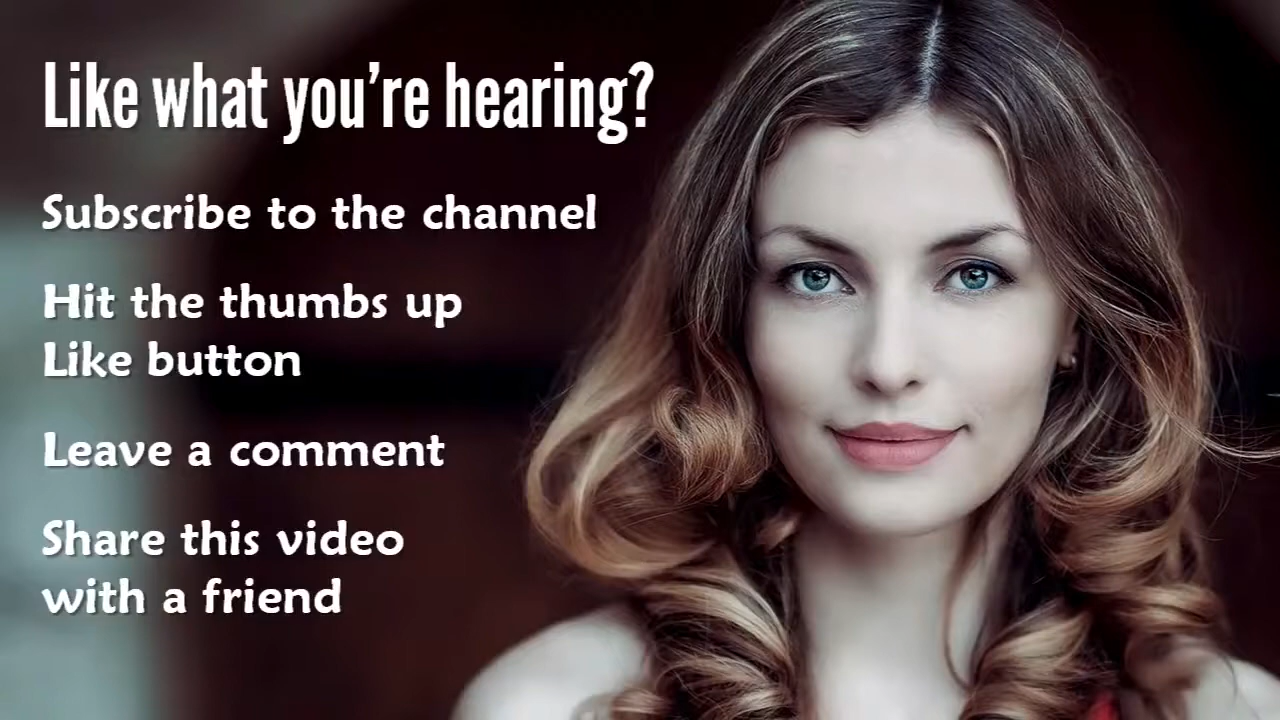 Like what you’re hearing?
Subscribe to the channel
Hit the thumbs up
Like button
Leave a comment
Share this video
with a friend